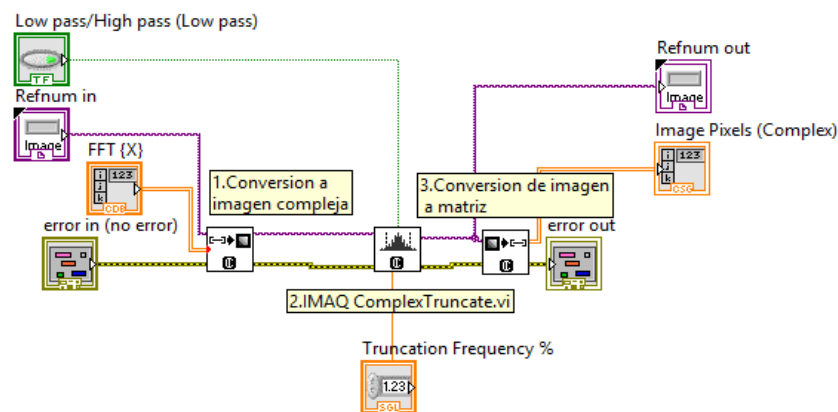 Low pass/High pass (Low pass)
TF
Refnum in
Image
FFT {X}
i
j
k
123
CDB
error in (no error)
1.Conversion a
imagen compleja
3.Conversion de imagen
a matriz
Refnum out
Image
Image Pixels (Complex)
i
j
k
123
CSG
error out
2.IMAQ ComplexTruncate.vi
Truncation Frequency %
1.23
SGL